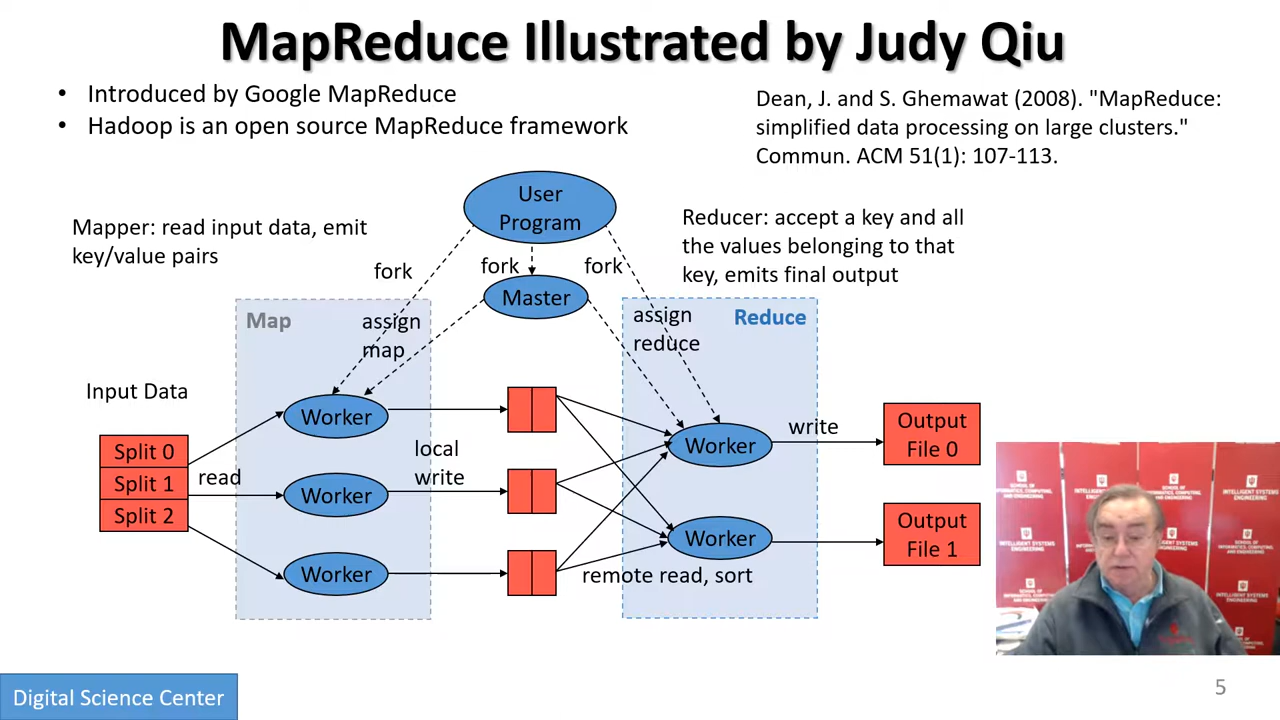 MapReduce Illustrated by Judy Qiu
• Introduced by Google MapReduce
• Hadoop is an open source MapReduce framework
Dean, J. and S. Ghemawat (2008). "MapReduce:
simplified data processing on large clusters."
Commun. ACM 51(1): 107-113.
User
Program
Mapper: read input data, emit
key/value pairs
Reducer: accept a key and all
the values belonging to that
key, emits final output
fork
fork
fork
Master
Map
assign
map
assign
reduce
Reduce
Input Data
Split 0
Split 1
Split 2
read
Worker
Worker
Worker
local
write
Worker
Worker
remote read, sort
write
Output
File 0
Output
File 1
INTELLIGENT SYSTEMS
ENGINEERING
Digital Science Center
5